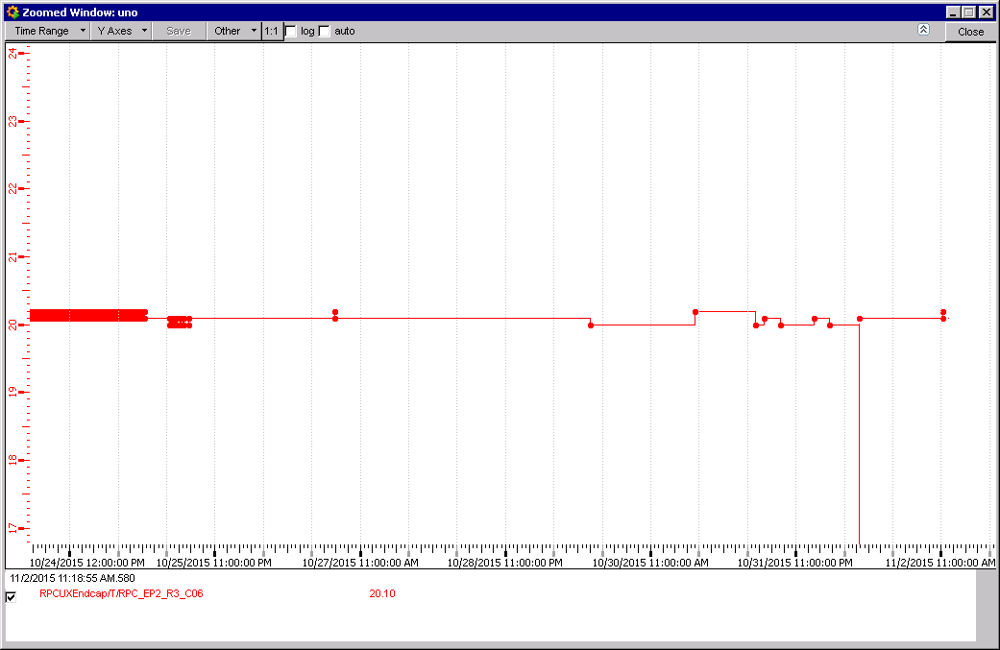 Zoomed Window: uno
Time Range Y Axes Save Other 1:1 log auto Close
24
23
22
21
20
19
18
17
10/24/2015 12:00:00 PM 10/25/2015 11:00:00 PM 10/27/2015 11:00:00 AM 10/28/2015 11:00:00 PM 10/30/2015 11:00:00 AM 10/31/2015 11:00:00 PM 11/2/2015 11:00:00 AM
11/2/2015 11:18:55 AM.580
RPCUXEndcap/T/RPC_EP2_R3_C06 20.10